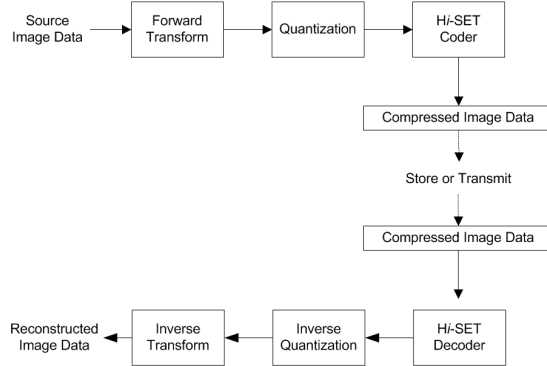 Source
Image Data
Forward
Transform
Quantization
Hi-SET
Coder
Compressed Image Data
Store or Transmit
Compressed Image Data
Reconstructed
Image Data
Inverse
Transform
Inverse
Quantization
Hi-SET
Decoder